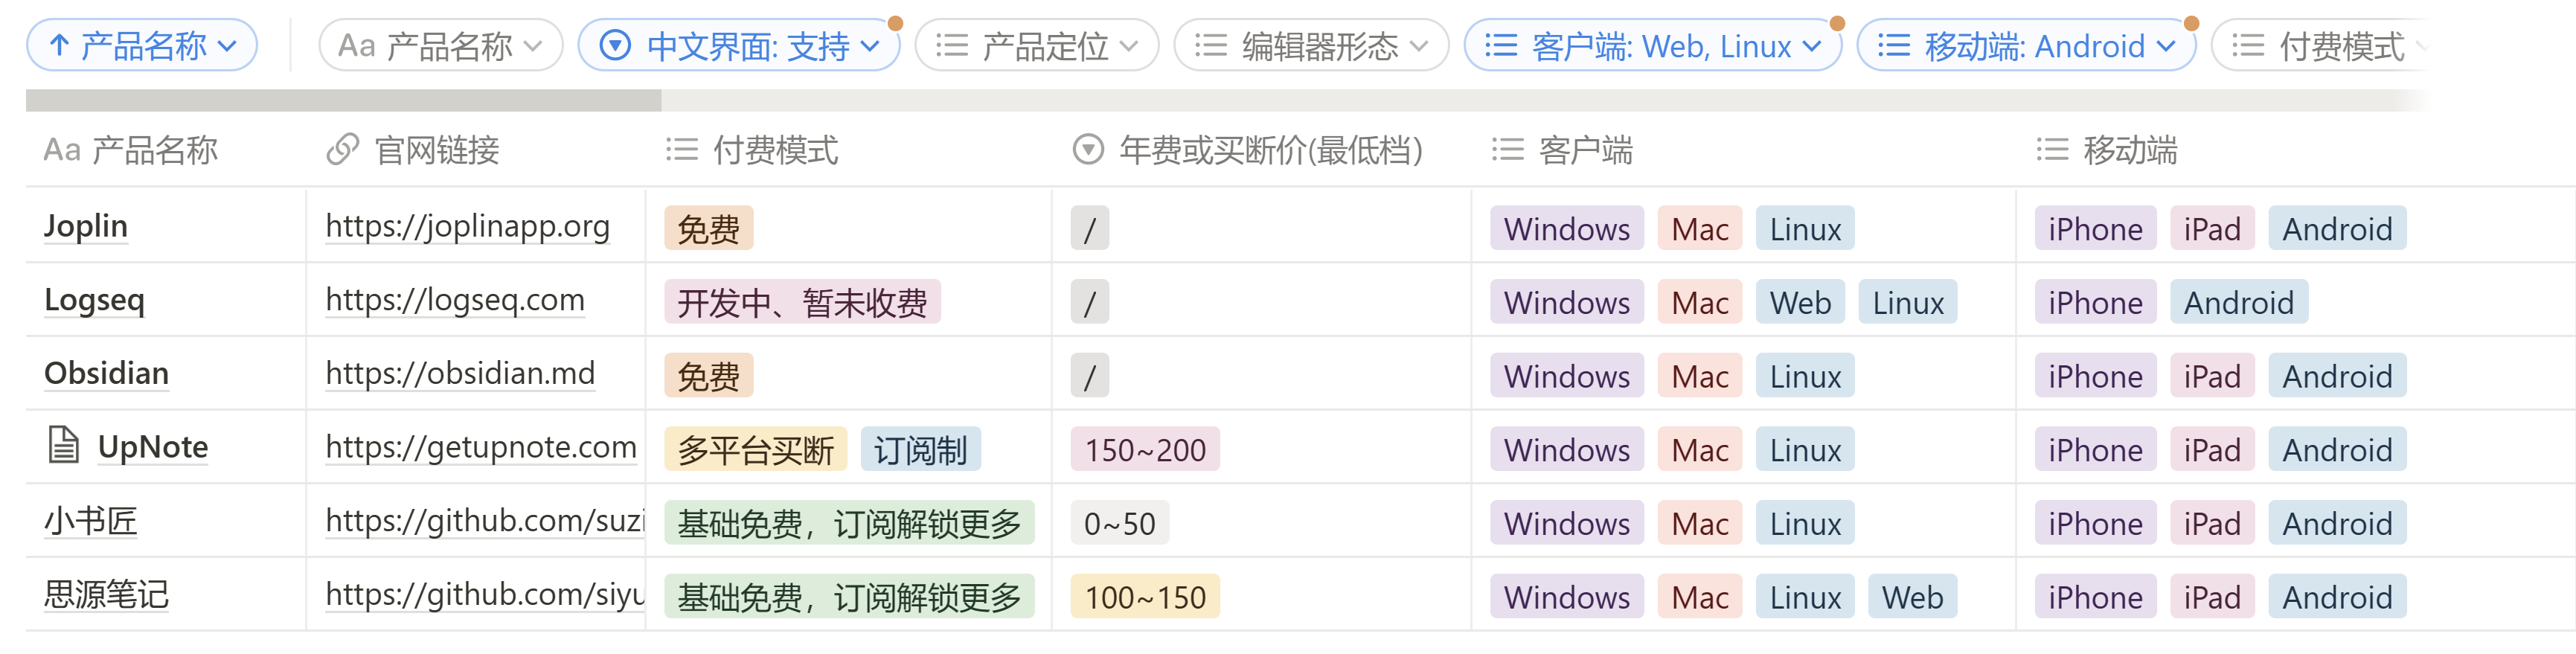 产品名称 Aa 产品名称 中文界面: 支持 产品定位 编辑器形态 客户端: Web, Linux 移动端: Android 付费模式
Aa 产品名称 官网链接 付费模式 年费或买断价(最低档) 客户端 移动端
Joplin https://joplinapp.org 免费 / Windows Mac Linux iPhone iPad Android
Logseq https://logseq.com 开发中、暂未收费 / Windows Mac Web Linux iPhone Android
Obsidian https://obsidian.md 免费 / Windows Mac Linux iPhone iPad Android
UpNote https://getupnote.com 多平台买断 订阅制 150~200 Windows Mac Linux iPhone iPad Android
小书匠 https://github.com/suzi 基础免费，订阅解锁更多 0~50 Windows Mac Linux iPhone iPad Android
思源笔记 https://github.com/siyu 基础免费，订阅解锁更多 100~150 Windows Mac Linux Web iPhone iPad Android